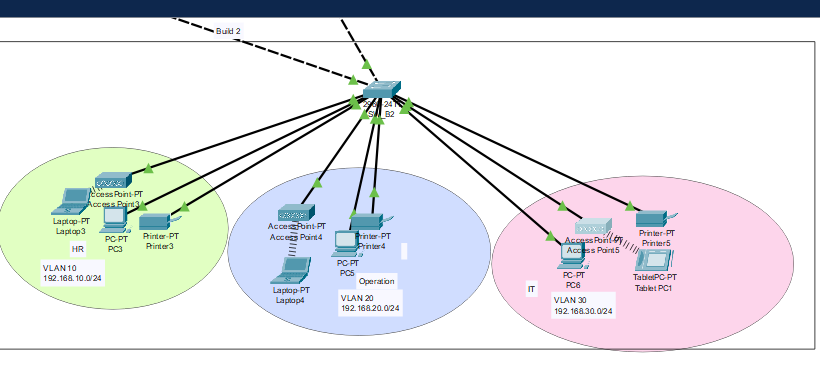 Build 2
2960-24TT
SW_B2
AccessPoint-PT
Access Point3
Laptop-PT
Laptop3
PC-PT
PC3
Printer-PT
Printer3
HR
VLAN 10
192.168.10.0/24
AccessPoint-PT
Access Point4
Printer-PT
Printer4
PC-PT
PC5
Laptop-PT
Laptop4
Operation
VLAN 20
192.168.20.0/24
AccessPoint-PT
Access Point5
Printer-PT
Printer5
PC-PT
PC6
TabletPC-PT
Tablet PC1
IT
VLAN 30
192.168.30.0/24